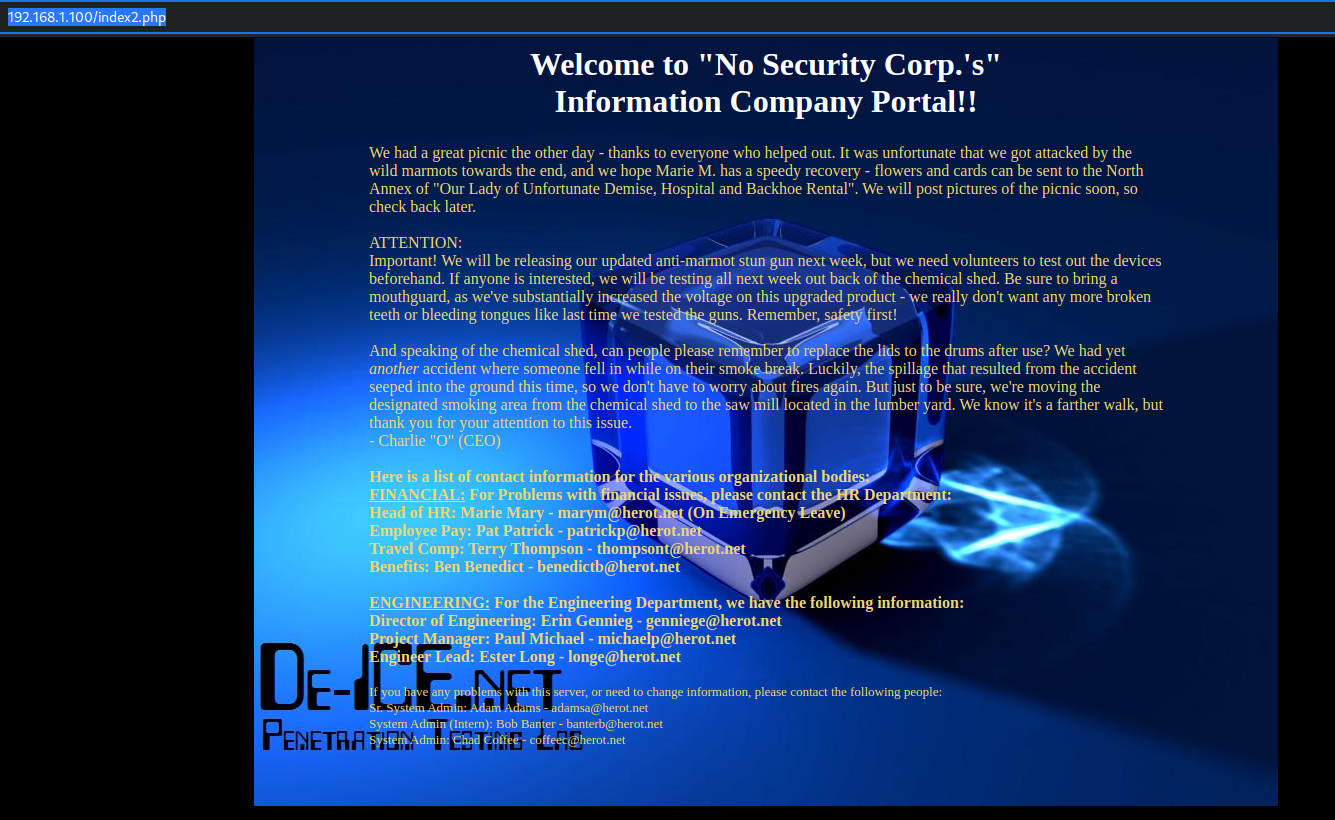 192.168.1.100/index2.php
Welcome to "No Security Corp.'s"
Information Company Portal!!
We had a great picnic the other day - thanks to everyone who helped out. It was unfortunate that we got attacked by the
wild marmots towards the end, and we hope Marie M. has a speedy recovery - flowers and cards can be sent to the North
Annex of "Our Lady of Unfortunate Demise, Hospital and Backhoe Rental". We will post pictures of the picnic soon, so
check back later.
ATTENTION:
Important! We will be releasing our updated anti-marmot stun gun next week, but we need volunteers to test out the devices
beforehand. If anyone is interested, we will be testing all next week out back of the chemical shed. Be sure to bring a
mouthguard, as we've substantially increased the voltage on this upgraded product - we really don't want any more broken
teeth or bleeding tongues like last time we tested the guns. Remember, safety first!
And speaking of the chemical shed, can people please remember to replace the lids to the drums after use? We had yet
another accident where someone fell in while on their smoke break. Luckily, the spillage that resulted from the accident
seeped into the ground this time, so we don't have to worry about fires again. But just to be sure, we're moving the
designated smoking area from the chemical shed to the saw mill located in the lumber yard. We know it's a farther walk, but
thank you for your attention to this issue.
- Charlie "O" (CEO)
Here is a list of contact information for the various organizational bodies:
FINANCIAL: For Problems with financial issues, please contact the HR Department:
Head of HR: Marie Mary - marym@herot.net (On Emergency Leave)
Employee Pay: Pat Patrick - patrickp@herot.net
Travel Comp: Terry Thompson - thompsont@herot.net
Benefits: Ben Benedict - benedictb@herot.net
ENGINEERING: For the Engineering Department, we have the following information:
Director of Engineering: Erin Gennieg - genniege@herot.net
Project Manager: Paul Michael - michaelp@herot.net
Engineer Lead: Ester Long - longe@herot.net
De-ICE.net
If you have any problems with this server, or need to change information, please contact the following people:
Sr. System Admin: Adam Adams - adamsa@herot.net
System Admin (Intern): Bob Banter - banterb@herot.net
Penetration Testing Lab
System Admin: Chad Coffee - coffeec@herot.net